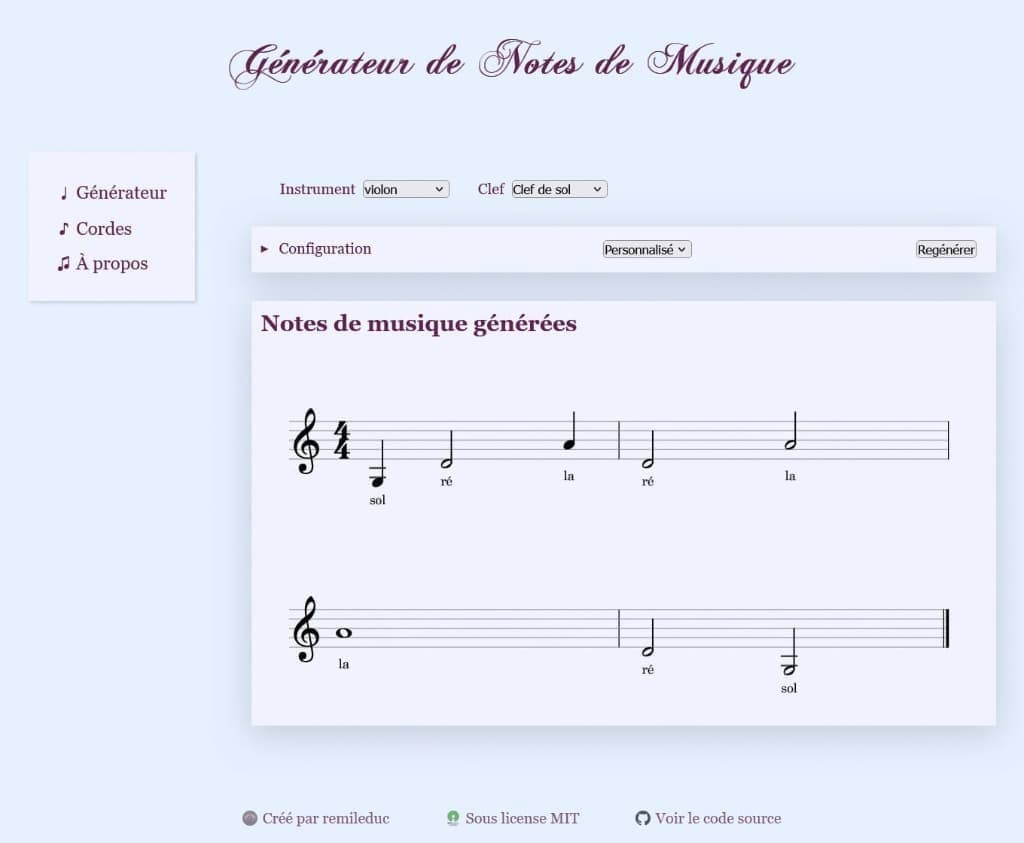 Générateur de Notes de Musique
♩ Générateur
♪ Cordes
♫ À propos
Instrument violon Clef Clef de sol
► Configuration Personnalisé Regénérer
Notes de musique générées
4
4
sol ré la ré la
la ré sol
Créé par remileduc Sous license MIT Voir le code source